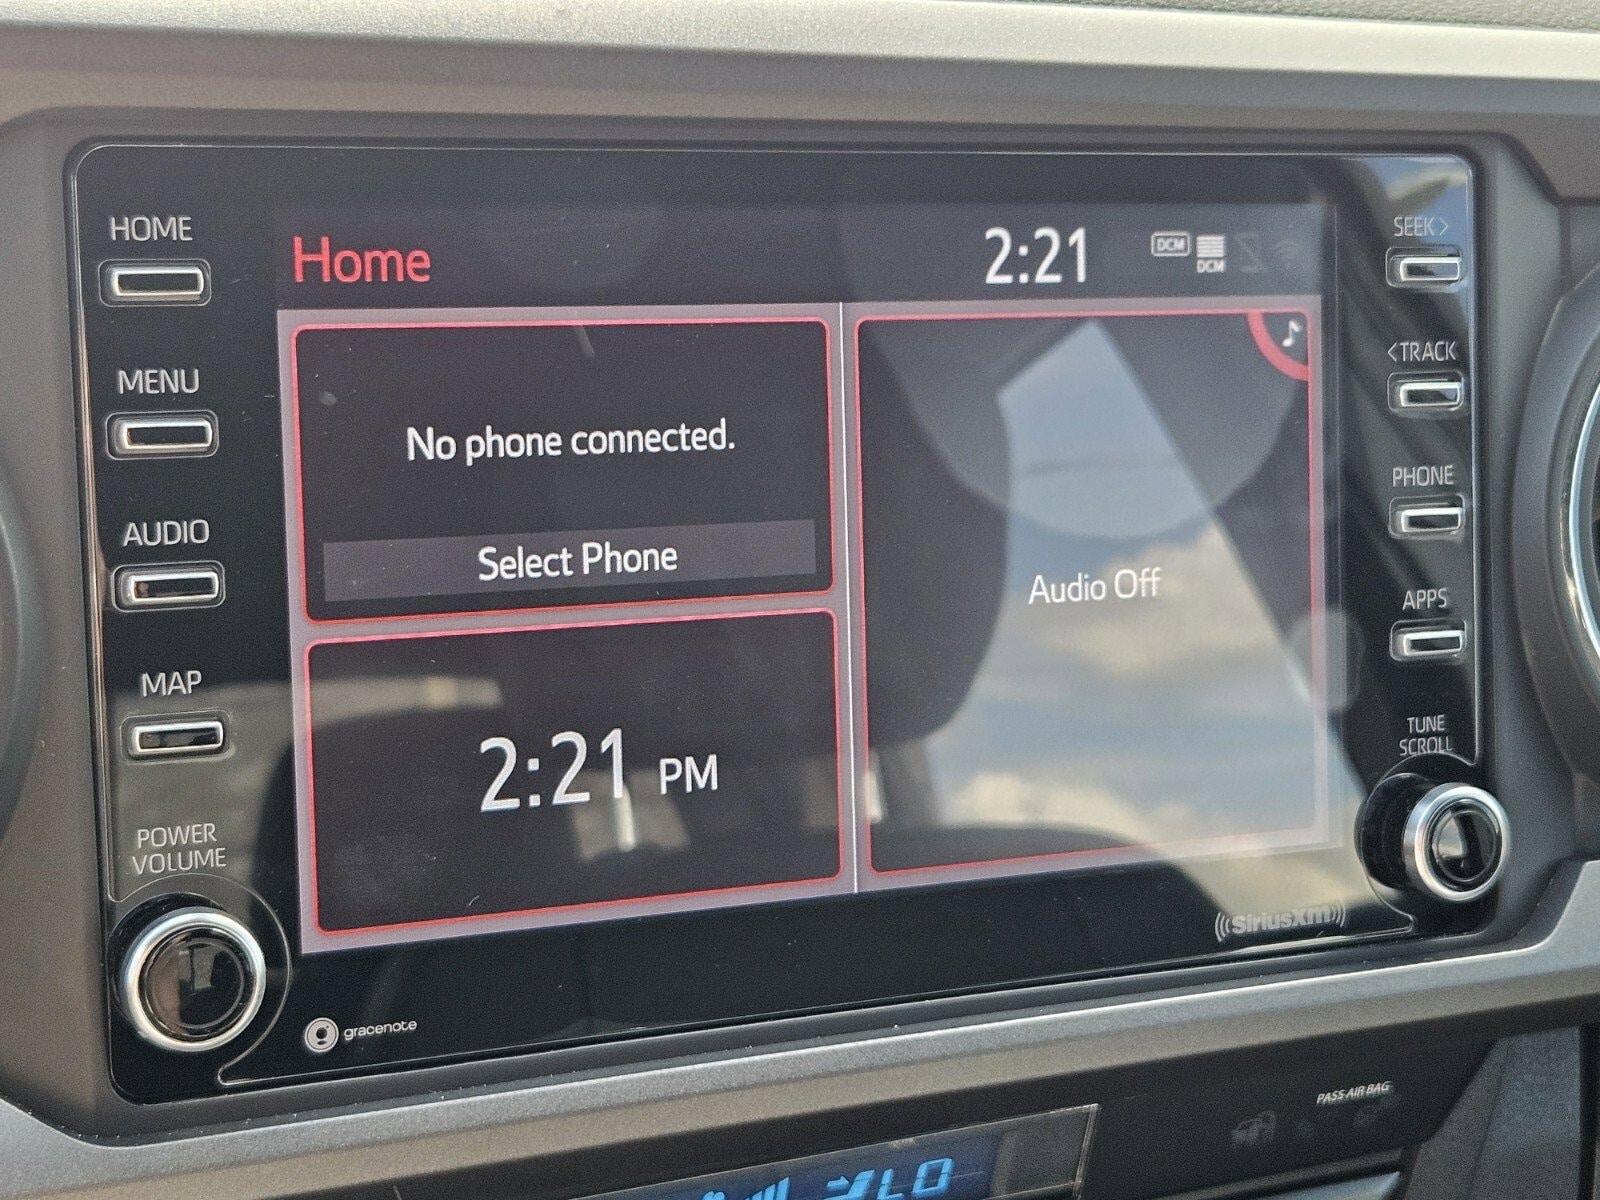 HOME
MENU
AUDIO
MAP
POWER
VOLUME
Home
2:21
DCM
DCM
No phone connected.
Select Phone
2:21 PM
Audio Off
SEEK>
<TRACK
PHONE
APPS
TUNE
SCROLL
SiriusXM
gracenote
PASS AIR BAG
LO